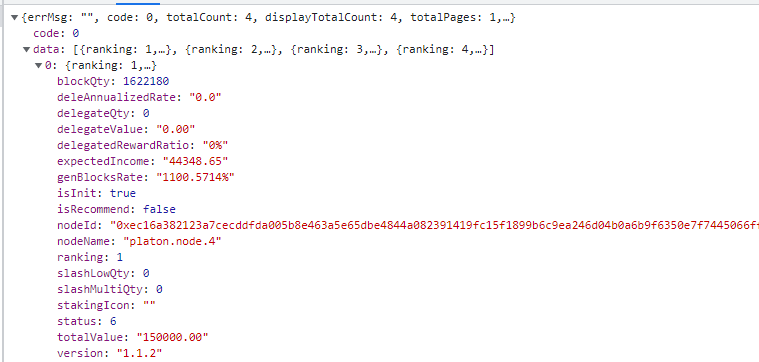 {errMsg: "", code: 0, totalCount: 4, displayTotalCount: 4, totalPages: 1,…}
code: 0
data: [{ranking: 1,…}, {ranking: 2,…}, {ranking: 3,…}, {ranking: 4,…}]
0: {ranking: 1,…}
blockQty: 1622180
deleAnnualizedRate: "0.0"
delegateQty: 0
delegateValue: "0.00"
delegatedRewardRatio: "0%"
expectedIncome: "44348.65"
genBlocksRate: "1100.5714%"
isInit: true
isRecommend: false
nodeId: "0xec16a382123a7cecddfda005b8e463a5e65dbe4844a082391419fc15f1899b6c9ea246d04b0a6b9f6350e7f7445066f
nodeName: "platon.node.4"
ranking: 1
slashLowQty: 0
slashMultiQty: 0
stakingIcon: ""
status: 6
totalValue: "150000.00"
version: "1.1.2"